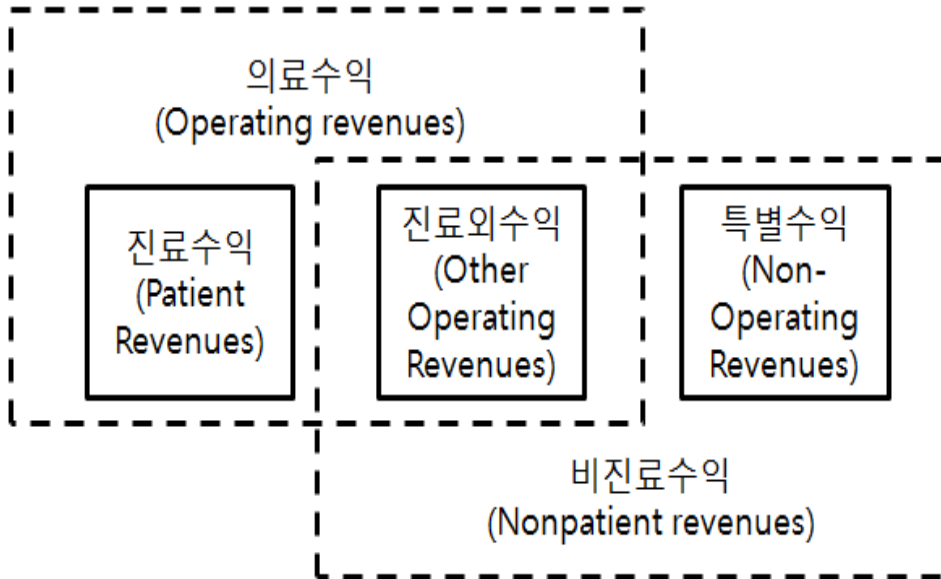 의료수익
(Operating revenues)
진료수익
(Patient
Revenues)
진료외수익
(Other
Operating
Revenues)
특별수익
(Non-
Operating
Revenues)
비진료수익
(Nonpatient revenues)